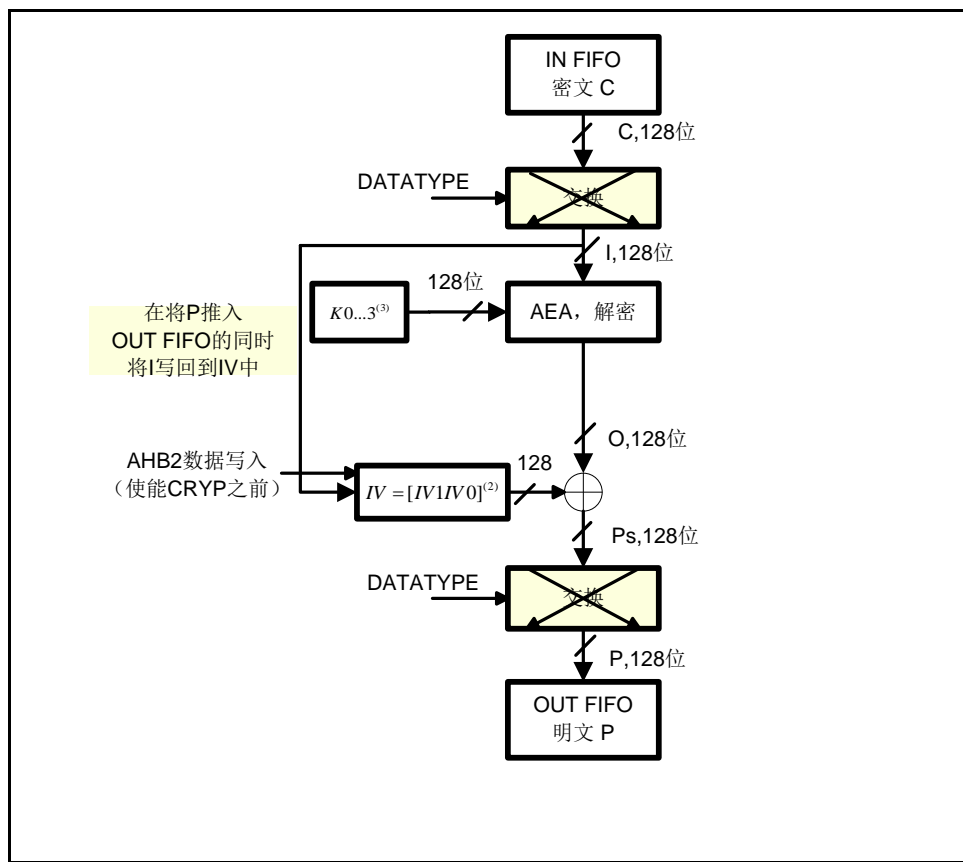 IN FIFO
密文 C
C,128位
DATATYPE
交换
I,128位
128位
K0...3(3)
AEA，解密
在将P推入
OUT FIFO的同时
将I写回到IV中
O,128位
AHB2数据写入
（使能CRYP之前）
128
IV=[IV1IV0](2)
Ps,128位
DATATYPE
交换
P,128位
OUT FIFO
明文 P